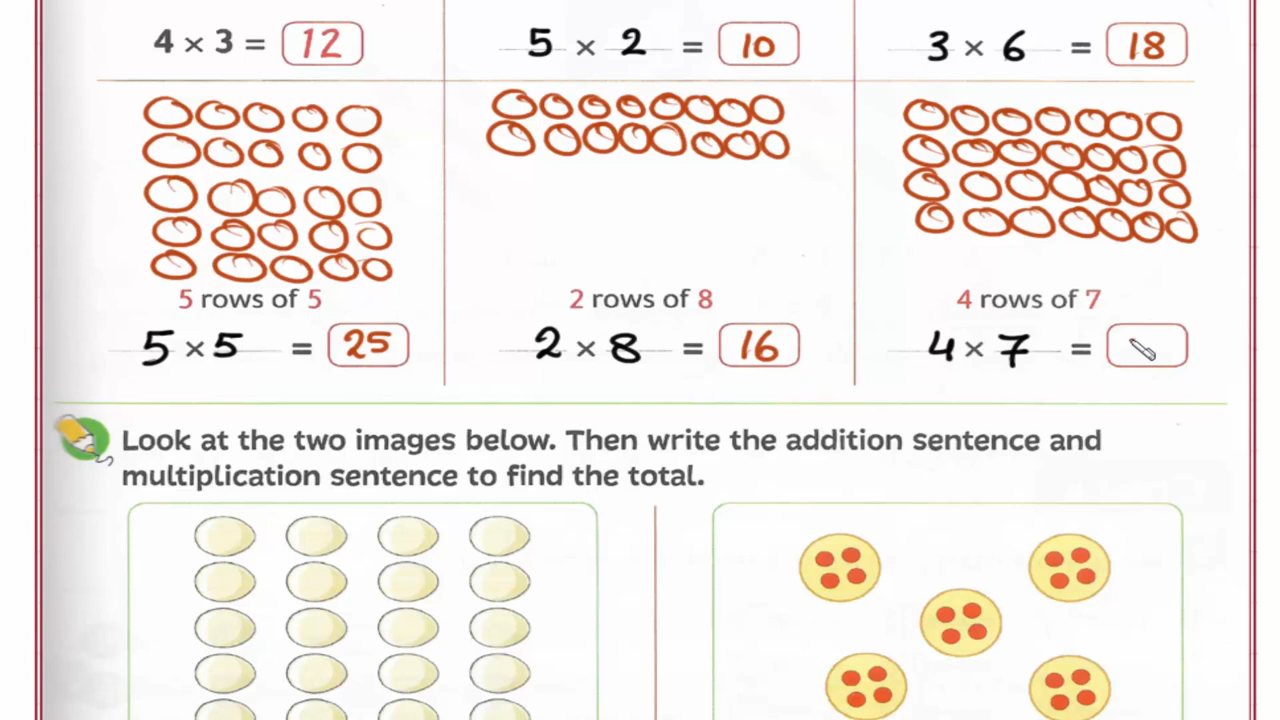 4 × 3 = 12
5 × 2 = 10
3 × 6 = 18
5 rows of 5
2 rows of 8
4 rows of 7
5 × 5 = 25
2 × 8 = 16
4 × 7 =
Look at the two images below. Then write the addition sentence and
multiplication sentence to find the total.